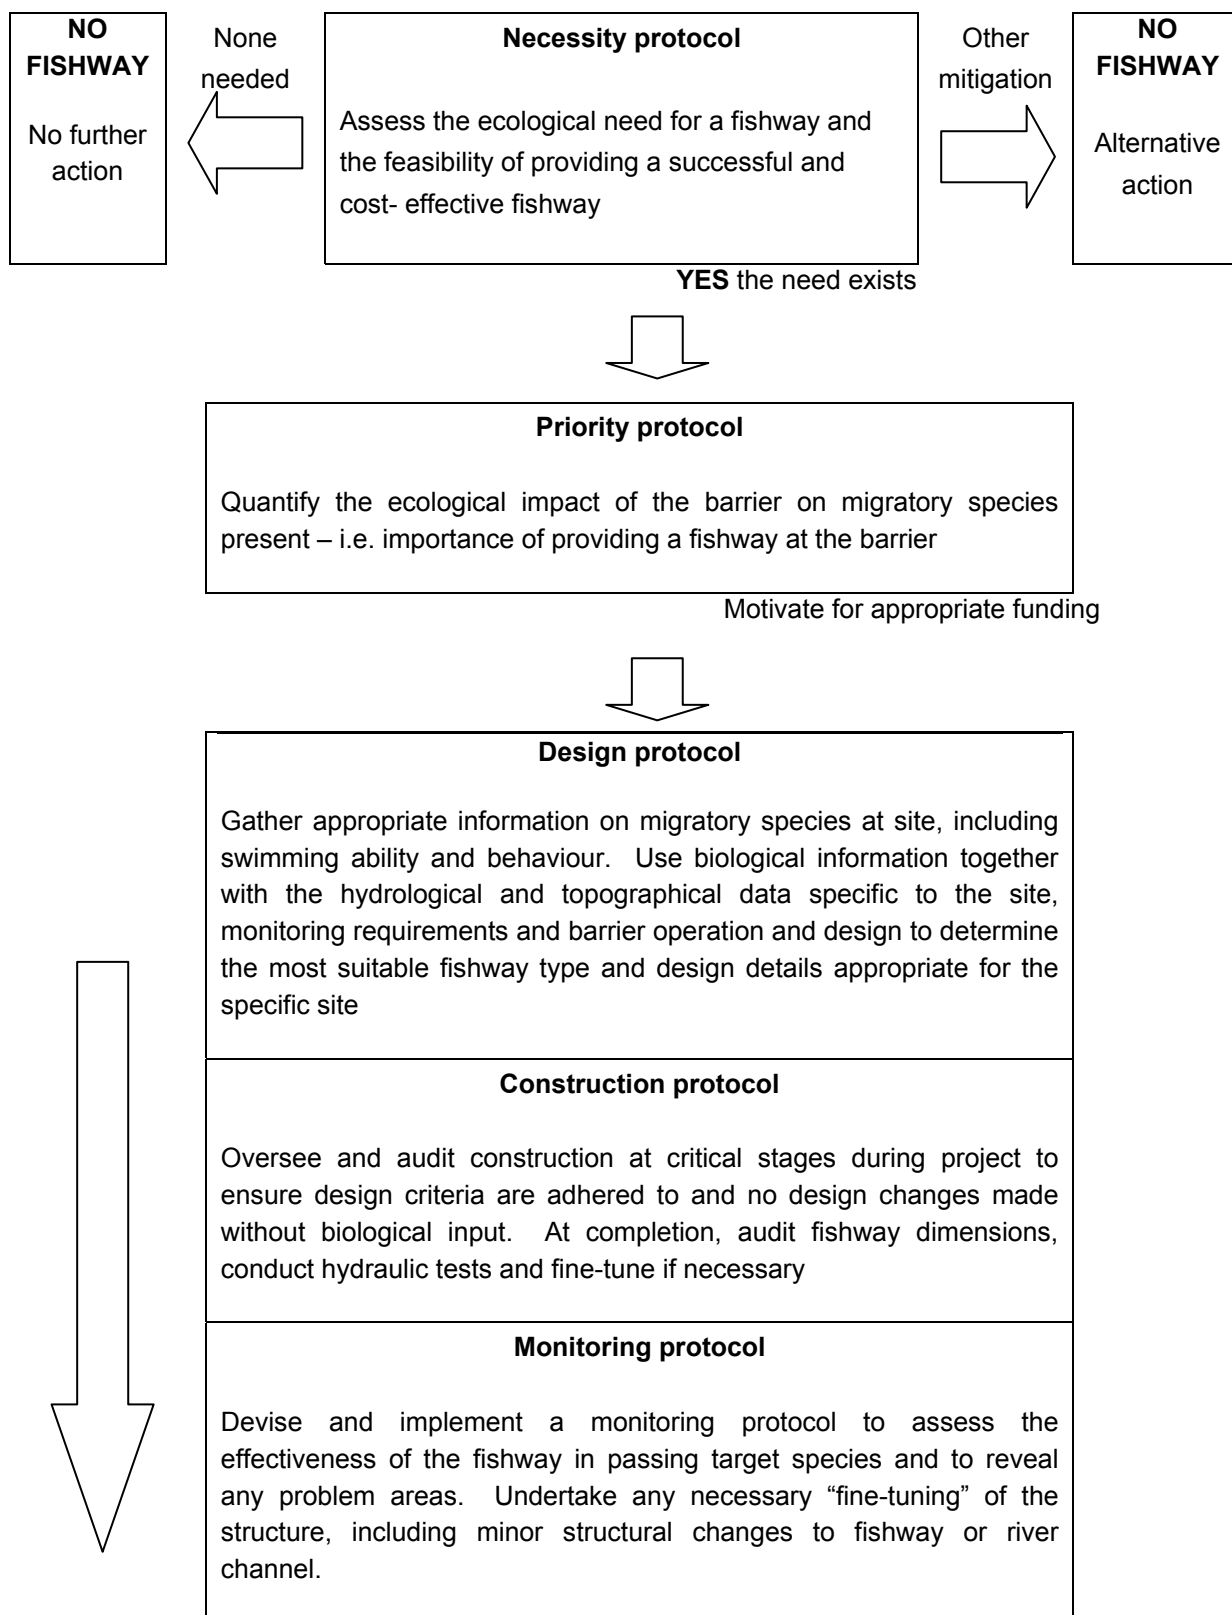 NO
FISHWAY
No further
action
None
needed
Necessity protocol
Assess the ecological need for a fishway and
the feasibility of providing a successful and
cost- effective fishway
Other
mitigation
NO
FISHWAY
Alternative
action
YES the need exists
Priority protocol
Quantify the ecological impact of the barrier on migratory species
present – i.e. importance of providing a fishway at the barrier
Motivate for appropriate funding
Design protocol
Gather appropriate information on migratory species at site, including
swimming ability and behaviour. Use biological information together
with the hydrological and topographical data specific to the site,
monitoring requirements and barrier operation and design to determine
the most suitable fishway type and design details appropriate for the
specific site
Construction protocol
Oversee and audit construction at critical stages during project to
ensure design criteria are adhered to and no design changes made
without biological input. At completion, audit fishway dimensions,
conduct hydraulic tests and fine-tune if necessary
Monitoring protocol
Devise and implement a monitoring protocol to assess the
effectiveness of the fishway in passing target species and to reveal
any problem areas. Undertake any necessary “fine-tuning” of the
structure, including minor structural changes to fishway or river
channel.